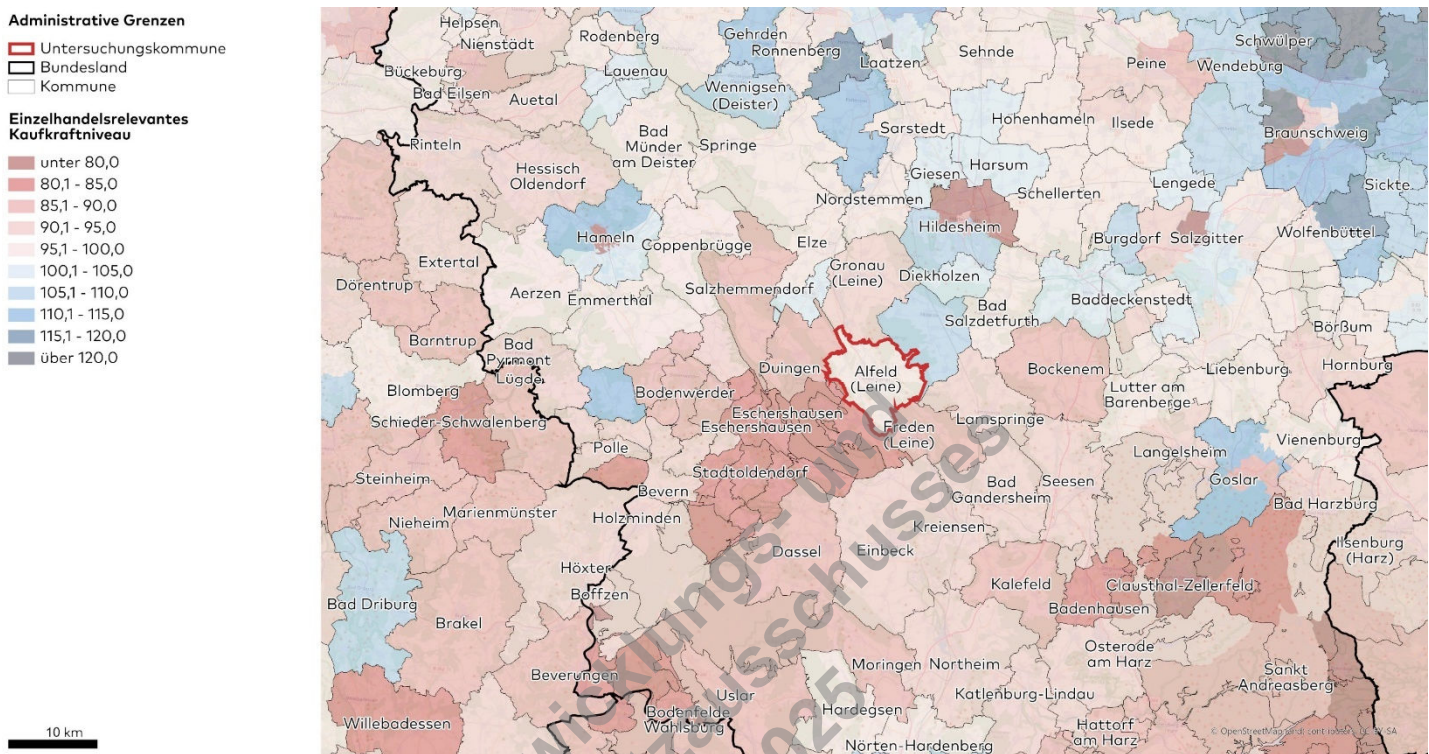 Administrative Grenzen
Untersuchungskommune
Bundesland
Kommune
Einzelhandelsrelevantes
Kaufkraftniveau
unter 80,0
80,1 - 85,0
85,1 - 90,0
90,1 - 95,0
95,1 - 100,0
100,1 - 105,0
105,1 - 110,0
110,1 - 115,0
115,1 - 120,0
über 120,0
10 km
Helpsen
Nienstädt
Rodenberg
Gehrden
Ronnenberg
Laatzen
Sehnde
Peine
Schwülper
Wendeburg
Bückeburg
Bad Eilsen
Auetal
Lauenau
Wennigsen
(Deister)
Sarstedt
Hohenhameln
Ilsede
Braunschweig
Rinteln
Bad
Münder
am Deister
Springe
Hessisch
Oldendorf
Giesen
Harsum
Schellerten
Lengede
Sickte
Nordstemmen
Hildesheim
Burgdorf
Salzgitter
Wolfenbüttel
Hameln
Coppenbrügge
Elze
Extertal
Dörentrup
Gronau
(Leine)
Diekholzen
Salzhemmendorf
Aerzen
Emmerthal
Bad
Salzdetfurth
Baddeckenstedt
Barntrup
Bad
Pyrmont
Lügde
Börßum
Hornburg
Blomberg
Duingen
Alfeld
(Leine)
Bockenem
Liebenburg
Lutter am
Barenberge
Bodenwerder
Schieder-Schwalenberg
Eschershausen
Eschershausen
Freden
(Leine)
Lamspringe
Vienenburg
Polle
Langelsheim
Goslar
Steinheim
Stadtoldendorf
Bevern
Bad
Gandersheim
Seesen
Bad Harzburg
Nieheim
Marienmünster
Holzminden
Kreiensen
Ilsenburg
(Harz)
Dassel
Einbeck
Höxter
Boffzen
Kalefeld
Clausthal-Zellerfeld
Badenhausen
Bad Driburg
Brakel
Osterode
am Harz
Beverungen
Moringen
Northeim
Sankt
Andreasberg
Uslar
Katlenburg-Lindau
Willebadessen
Bodenfelde
Wahlsburg
Hardegsen
Hattorf
am Harz
Nörten-Hardenberg
wicklungs- und
zausschusses
2025